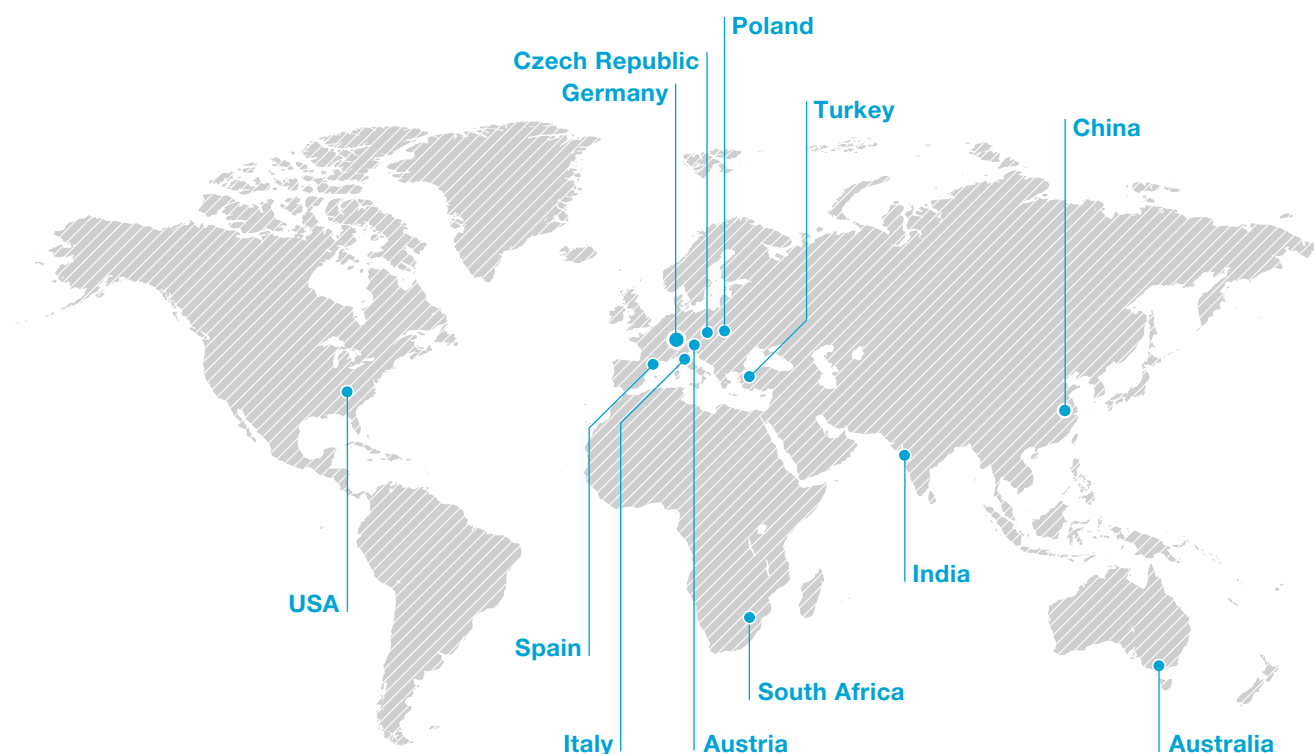 Poland
Czech Republic
Germany
Turkey
China
India
USA
Spain
South Africa
Italy
Austria
Australia